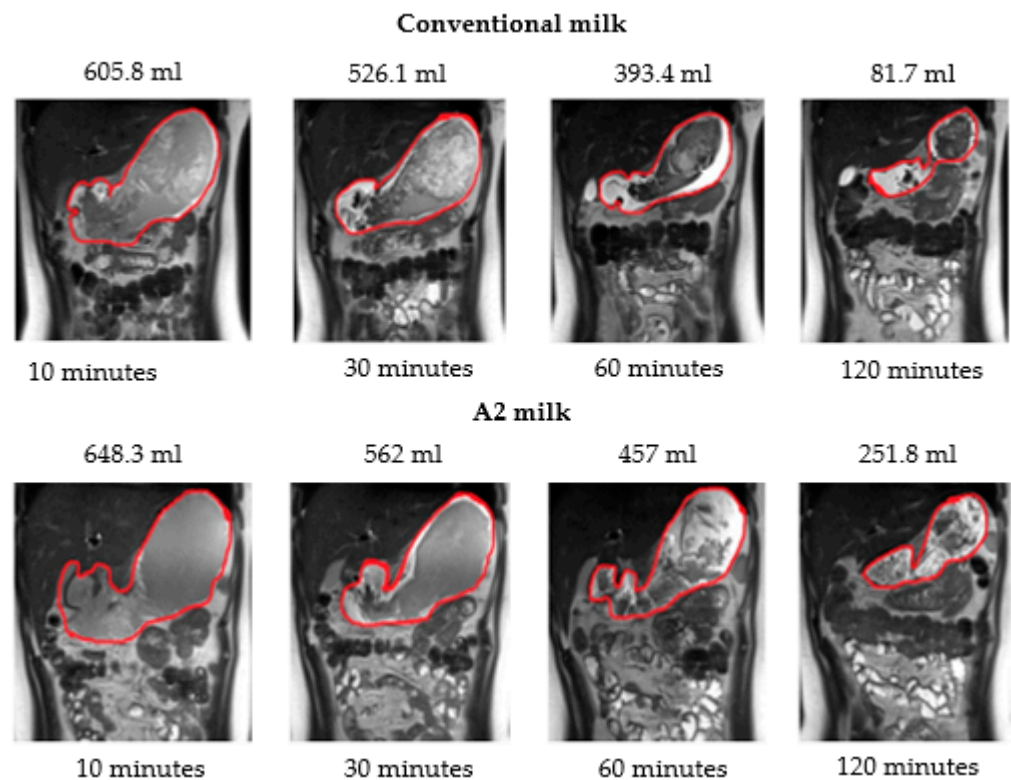 Conventional milk
605.8 ml 526.1 ml 393.4 ml 81.7 ml
10 minutes 30 minutes 60 minutes 120 minutes
A2 milk
648.3 ml 562 ml 457 ml 251.8 ml
10 minutes 30 minutes 60 minutes 120 minutes